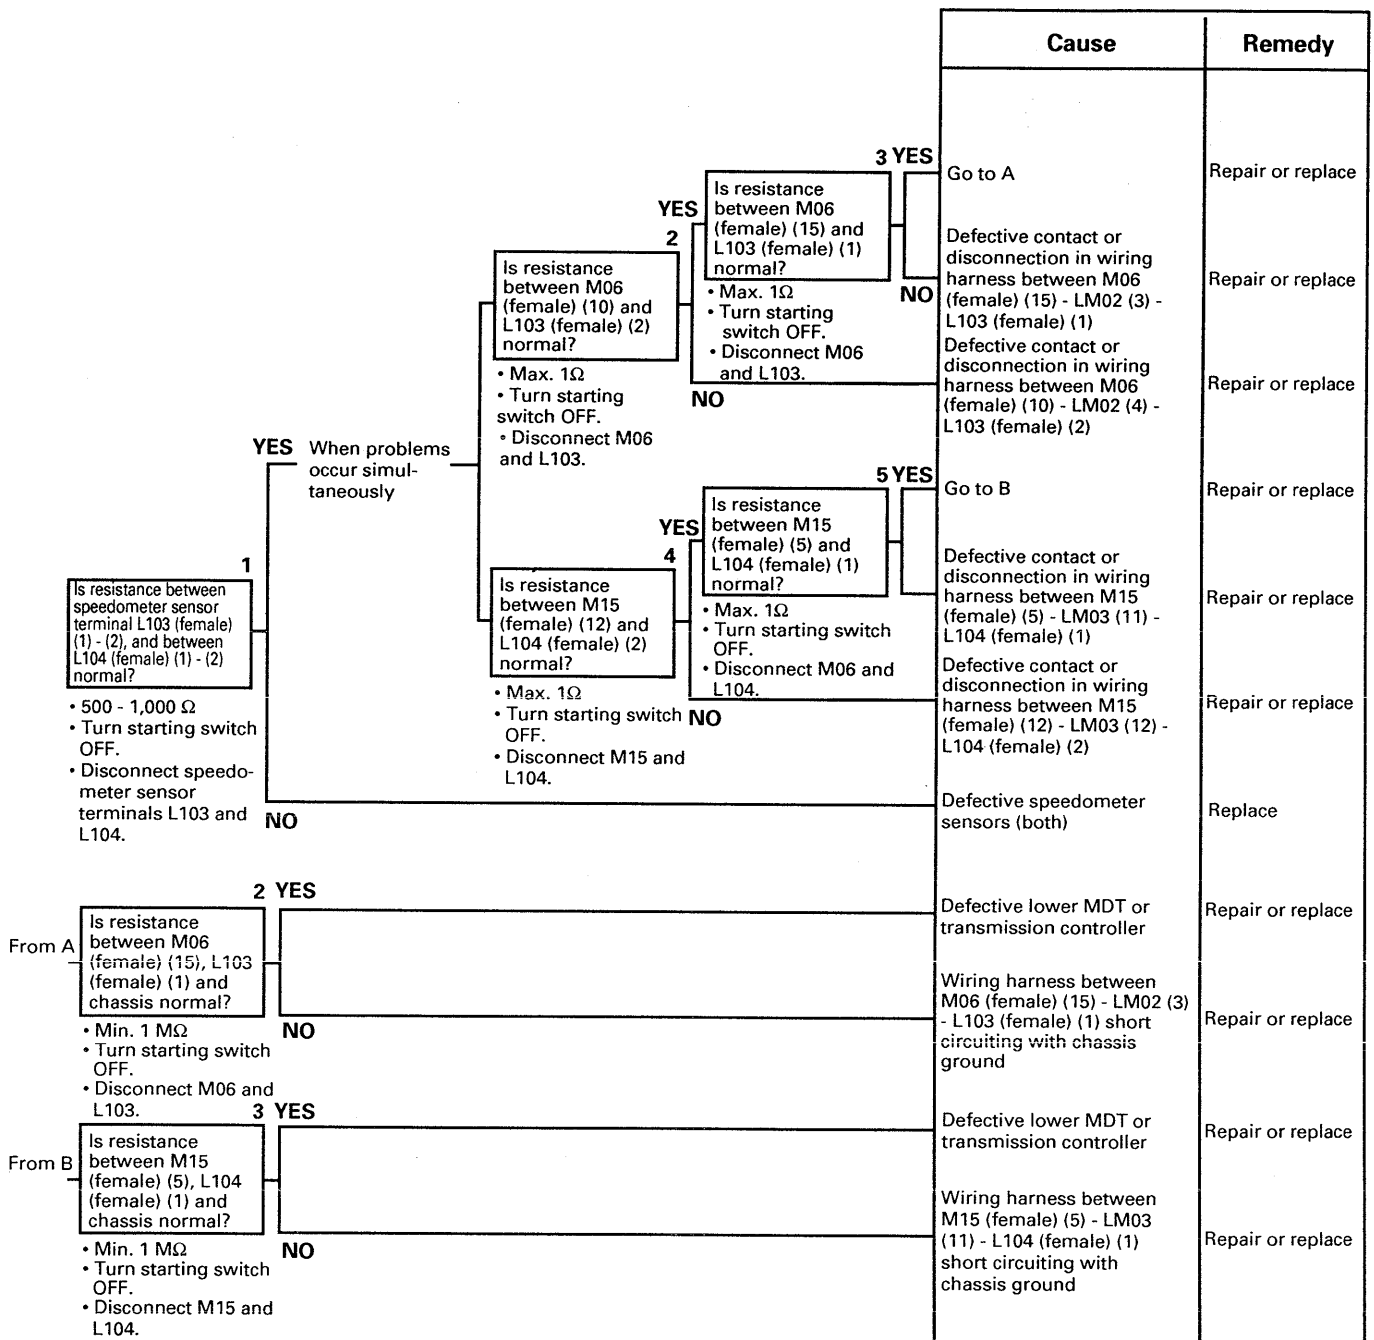 Cause
Remedy
3 YES
Go to A
Repair or replace
Is resistance
between M06
(female) (15) and
L103 (female) (1)
normal?
• Max. 1Ω
• Turn starting
switch OFF.
• Disconnect M06
and L103.
NO
Defective contact or
disconnection in wiring
harness between M06
(female) (15) - LM02 (3) -
L103 (female) (1)
Repair or replace
YES
2
Is resistance
between M06
(female) (10) and
L103 (female) (2)
normal?
• Max. 1Ω
• Turn starting
switch OFF.
• Disconnect M06
and L103.
NO
Defective contact or
disconnection in wiring
harness between M06
(female) (10) - LM02 (4) -
L103 (female) (2)
Repair or replace
YES
When problems
occur simul-
taneously
5 YES
Go to B
Repair or replace
Is resistance
between M15
(female) (5) and
L104 (female) (1)
normal?
• Max. 1Ω
• Turn starting switch
OFF.
• Disconnect M06 and
L104.
Defective contact or
disconnection in wiring
harness between M15
(female) (5) - LM03 (11) -
L104 (female) (1)
Repair or replace
YES
4
Is resistance
between M15
(female) (12) and
L104 (female) (2)
normal?
• Max. 1Ω
• Turn starting switch
OFF.
• Disconnect M15 and
L104.
NO
Defective contact or
disconnection in wiring
harness between M15
(female) (12) - LM03 (12) -
L104 (female) (2)
Repair or replace
1
Is resistance between
speedometer sensor
terminal L103 (female)
(1) - (2), and between
L104 (female) (1) - (2)
normal?
• 500 - 1,000 Ω
• Turn starting switch
OFF.
• Disconnect speedo-
meter sensor
terminals L103 and
L104.
NO
Defective speedometer
sensors (both)
Replace
2 YES
From A
Is resistance
between M06
(female) (15), L103
(female) (1) and
chassis normal?
• Min. 1 MΩ
• Turn starting switch
OFF.
• Disconnect M06 and
L103.
Defective lower MDT or
transmission controller
Repair or replace
NO
Wiring harness between
M06 (female) (15) - LM02 (3)
- L103 (female) (1) short
circuiting with chassis
ground
Repair or replace
3 YES
From B
Is resistance
between M15
(female) (5), L104
(female) (1) and
chassis normal?
• Min. 1 MΩ
• Turn starting switch
OFF.
• Disconnect M15 and
L104.
Defective lower MDT or
transmission controller
Repair or replace
NO
Wiring harness between
M15 (female) (5) - LM03
(11) - L104 (female) (1)
short circuiting with
chassis ground
Repair or replace